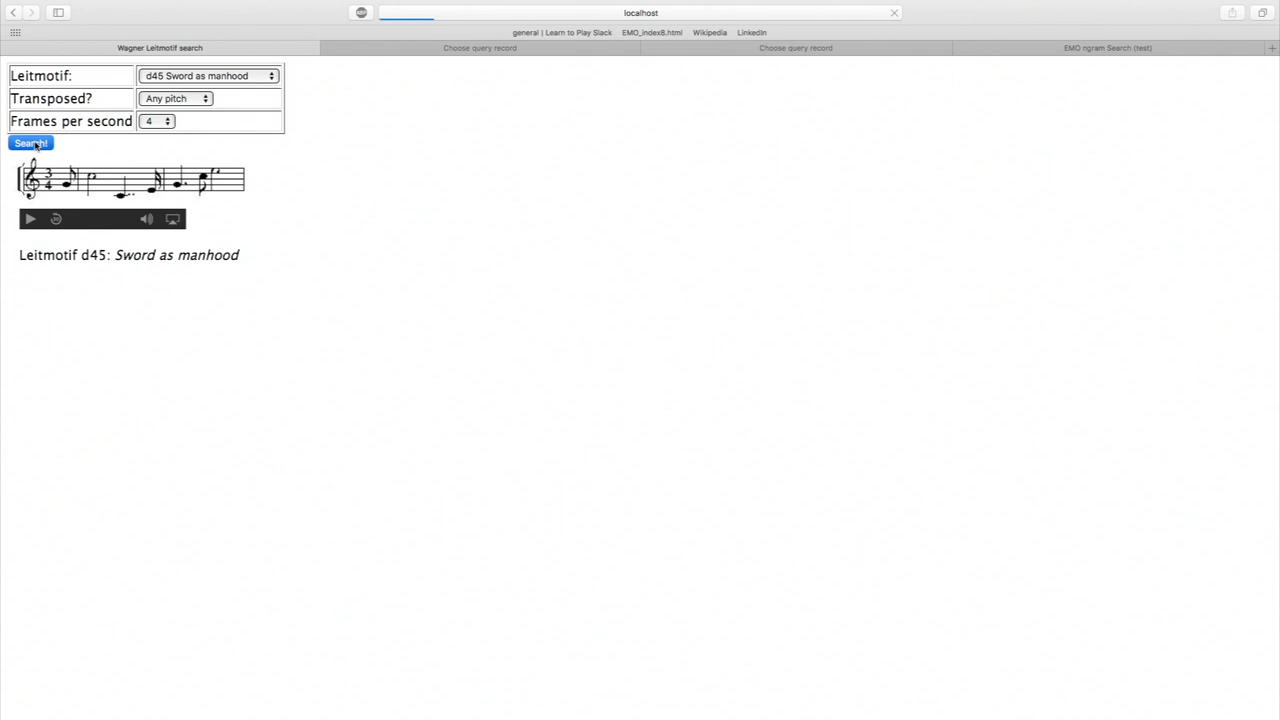 localhost
general | Learn to Play Slack EMO_index8.html Wikipedia LinkedIn
Wagner Leitmotif search Choose query record Choose query record EMO ngram Search (test)
Leitmotif: d45 Sword as manhood
Transposed? Any pitch
Frames per second 4
Search!
Leitmotif d45: Sword as manhood